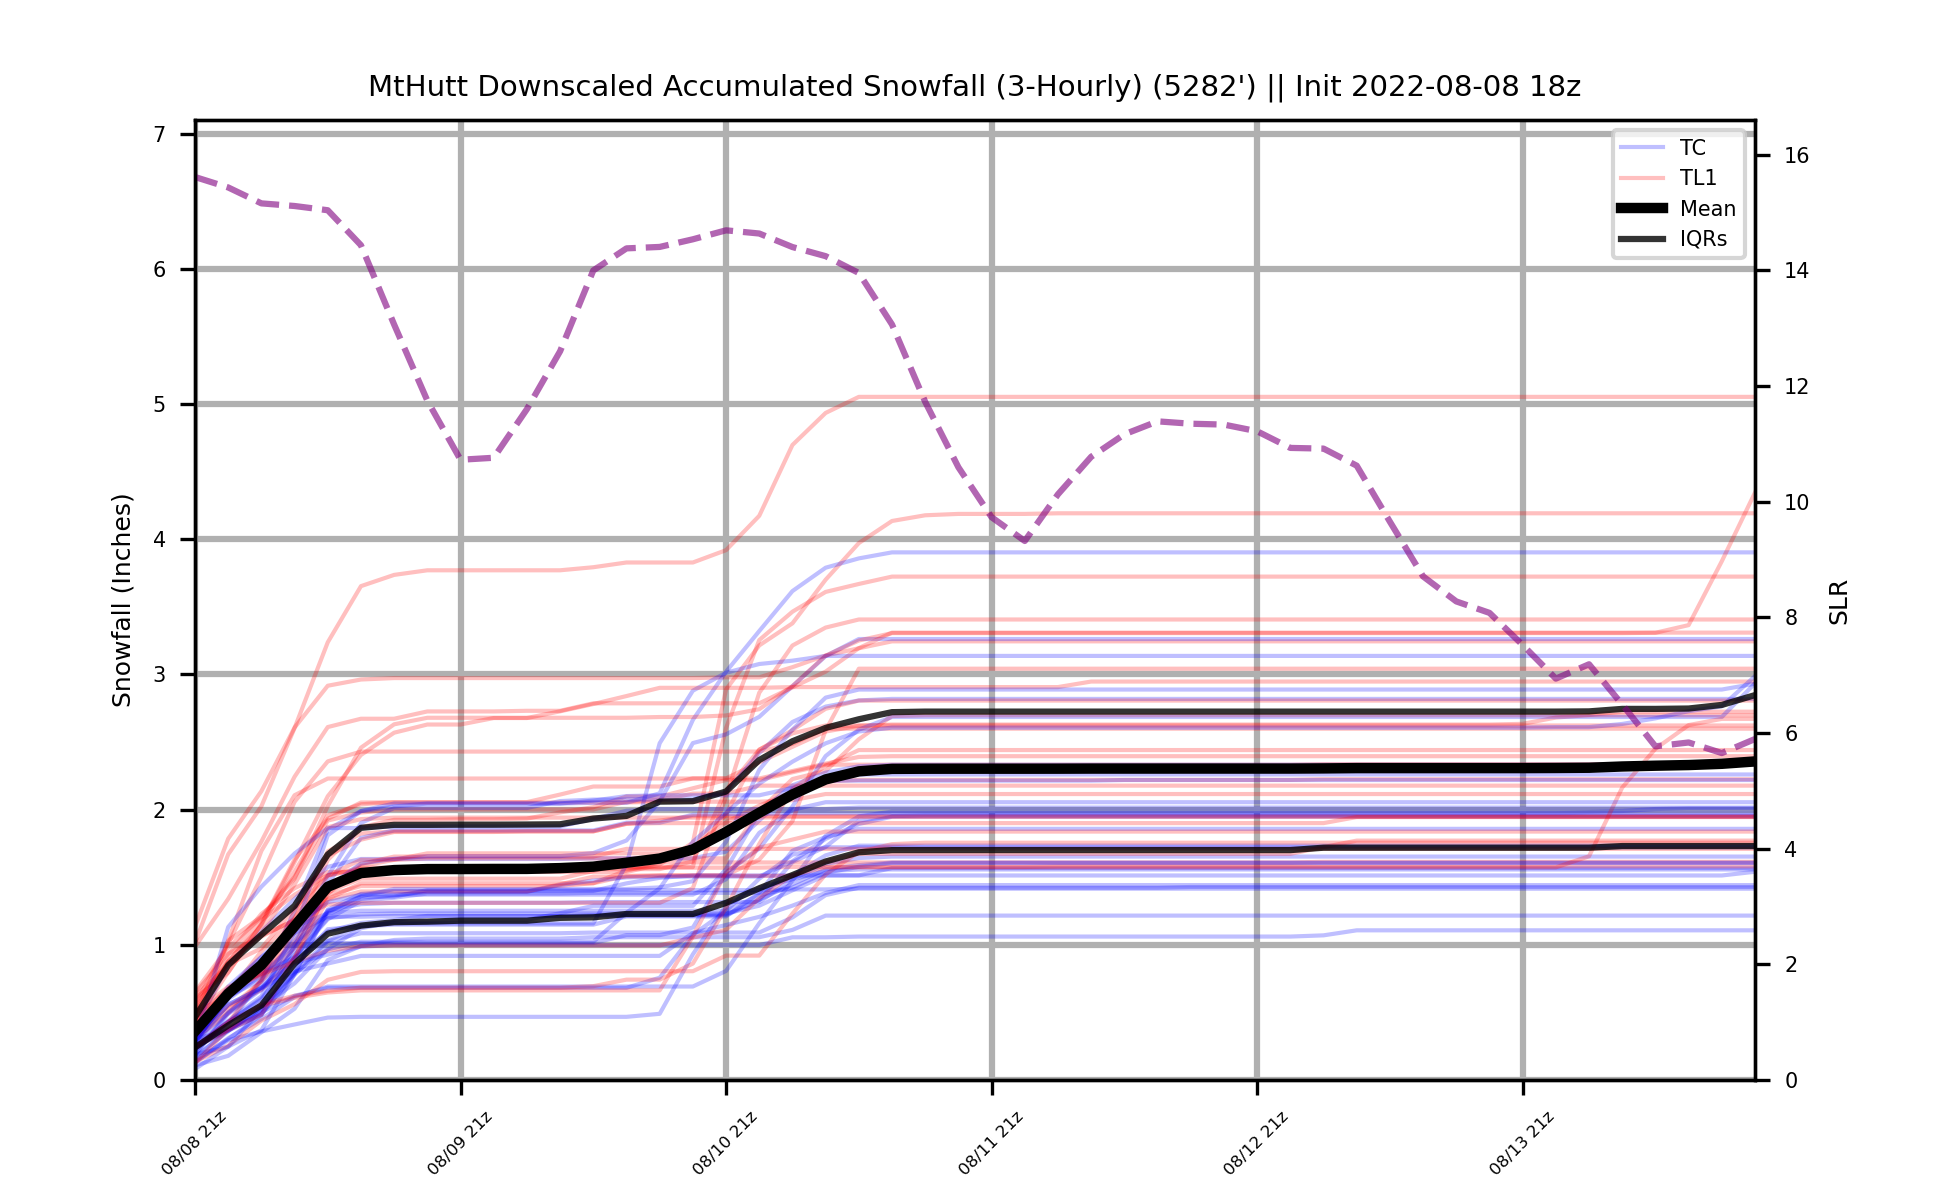 MtHutt Downscaled Accumulated Snowfall (3-Hourly) (5282') || Init 2022-08-08 18z
TC
TL1
Mean
IQRs
Snowfall (Inches)
7
6
5
4
3
2
1
0
SLR
16
14
12
10
8
6
4
2
0
08/08 21z
08/09 21z
08/10 21z
08/11 21z
08/12 21z
08/13 21z